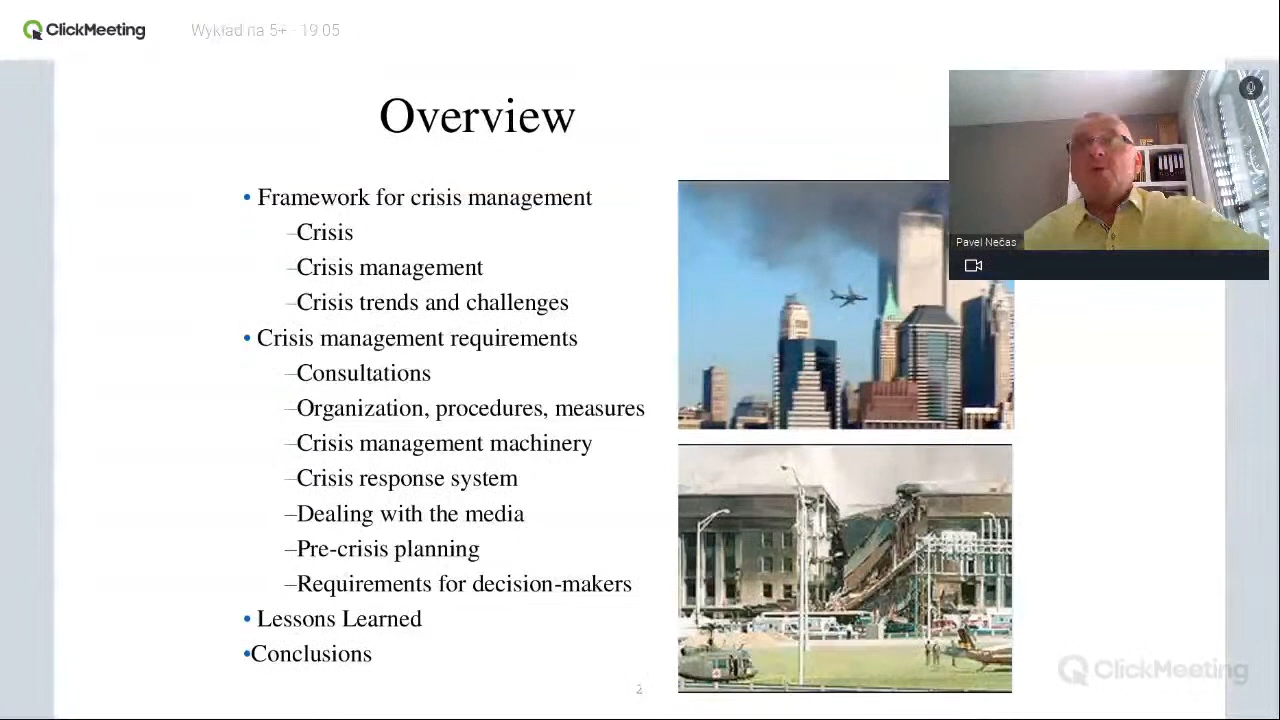 ClickMeeting
Wykład na 5+ - 19.05
Overview
• Framework for crisis management
–Crisis
–Crisis management
–Crisis trends and challenges
• Crisis management requirements
–Consultations
–Organization, procedures, measures
–Crisis management machinery
–Crisis response system
–Dealing with the media
–Pre-crisis planning
–Requirements for decision-makers
• Lessons Learned
•Conclusions
2
Pavel Nečas
ClickMeeting